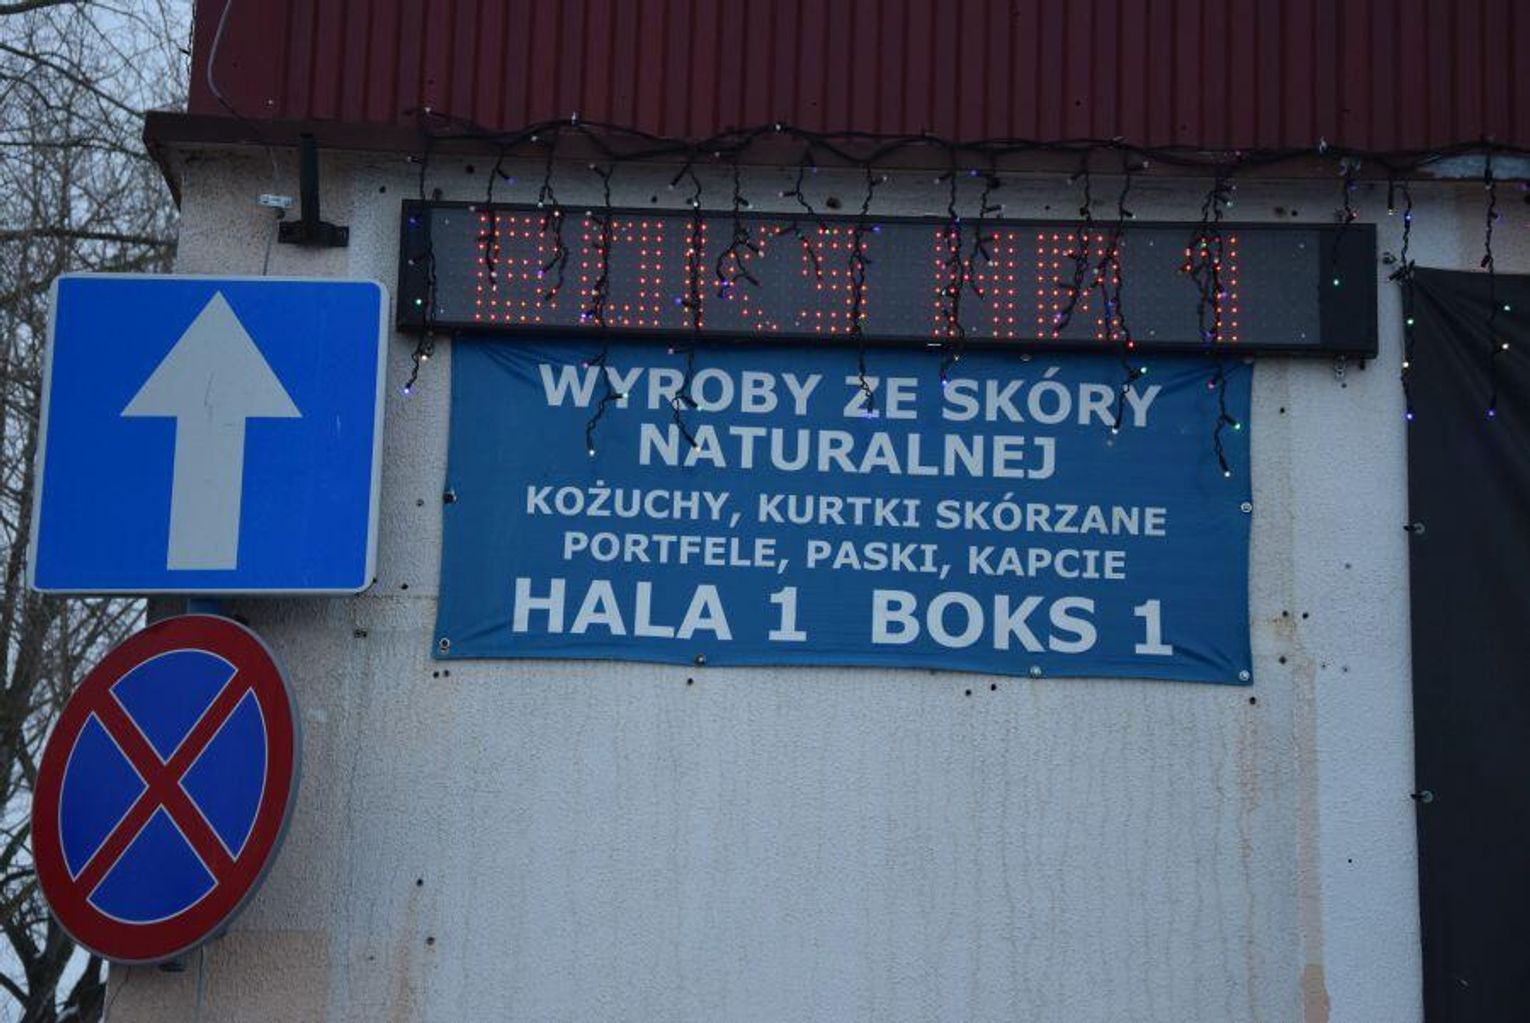 WYROBY ZE SKÓRY
NATURALNEJ
KOŻUCHY, KURTKI SKÓRZANE
PORTFELE, PASKI, KAPCIE
HALA 1 BOKS 1